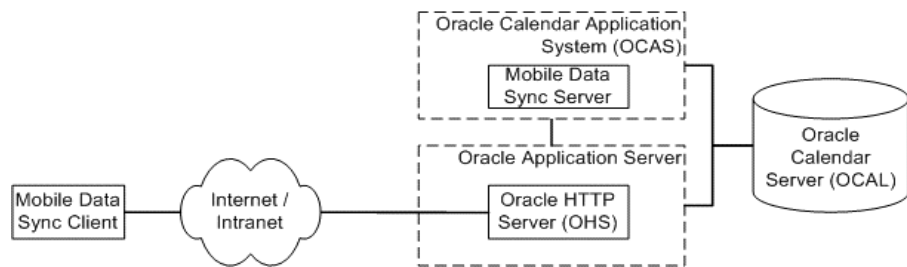 Oracle Calendar Application
System (OCAS)
Mobile Data
Sync Server
Oracle Application Server
Oracle HTTP
Server (OHS)
Mobile Data
Sync Client
Internet /
Intranet
Oracle
Calendar
Server (OCAL)